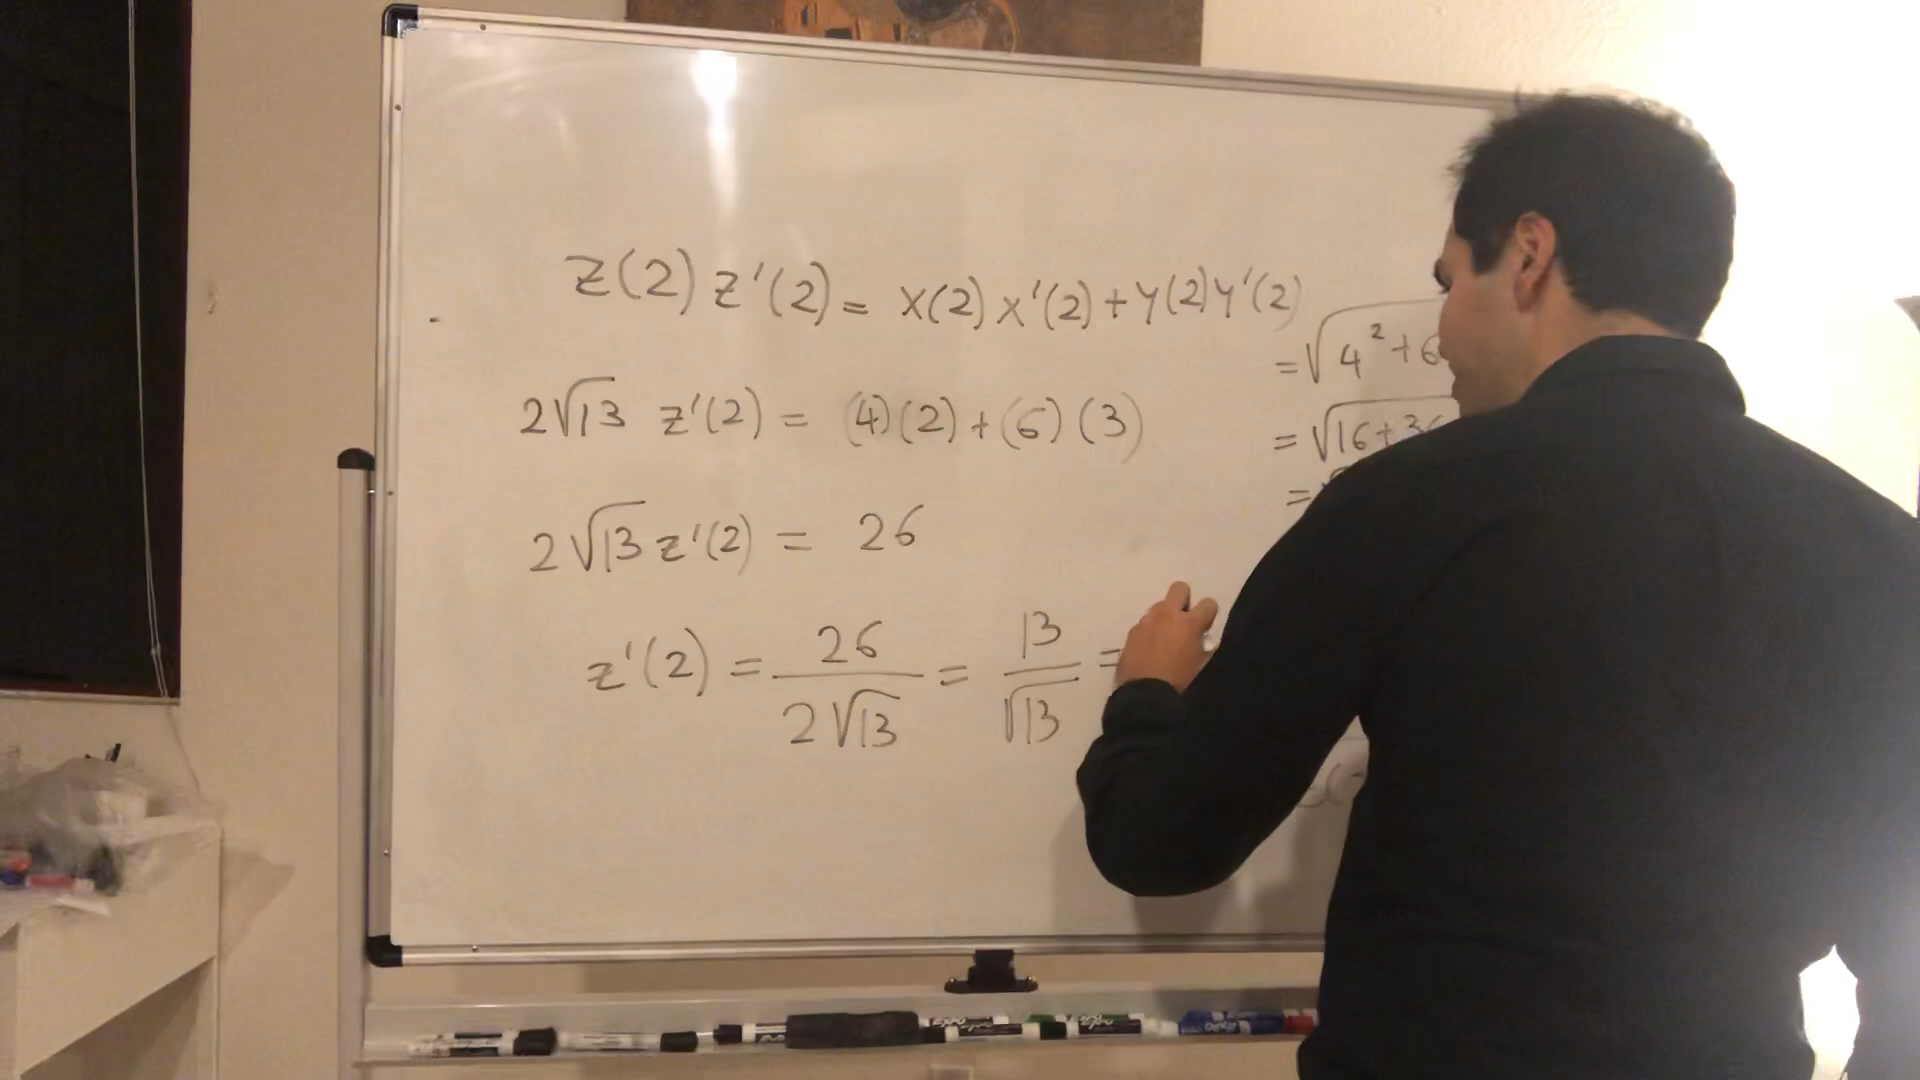 z(2) z'(2) = x(2) x'(2) + y(2) y'(2)
= √4² + 6
2√13 z'(2) = (4)(2) + (6)(3)
= √16 + 36
=
2√13 z'(2) = 26
z'(2) = 26 / 2√13 = 13 / √13 =
EXPO